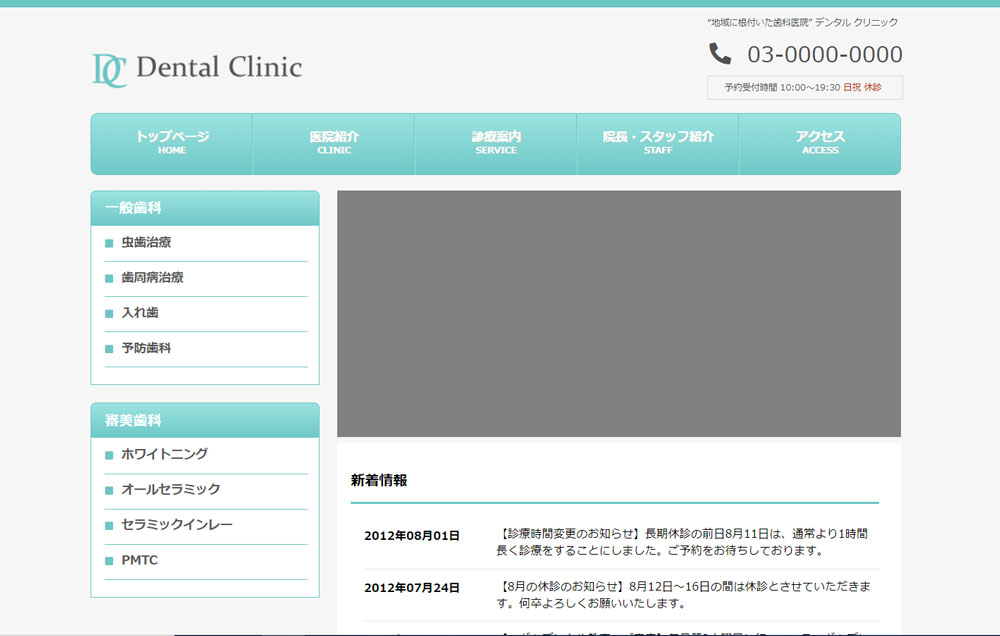 “地域に根付いた歯科医院” デンタル クリニック
DC Dental Clinic
03-0000-0000
予約受付時間 10:00～19:30 日祝 休診
トップページ 医院紹介 診療案内 院長・スタッフ紹介 アクセス
HOME CLINIC SERVICE STAFF ACCESS
一般歯科
虫歯治療
歯周病治療
入れ歯
予防歯科
審美歯科
ホワイトニング
オールセラミック
セラミックインレー
PMTC
新着情報
2012年08月01日
【診療時間変更のお知らせ】長期休診の前日8月11日は、通常より1時間
長く診療をすることにしました。ご予約をお待ちしております。
2012年07月24日
【8月の休診のお知らせ】8月12日～16日の間は休診とさせていただきま
す。何卒よろしくお願いいたします。